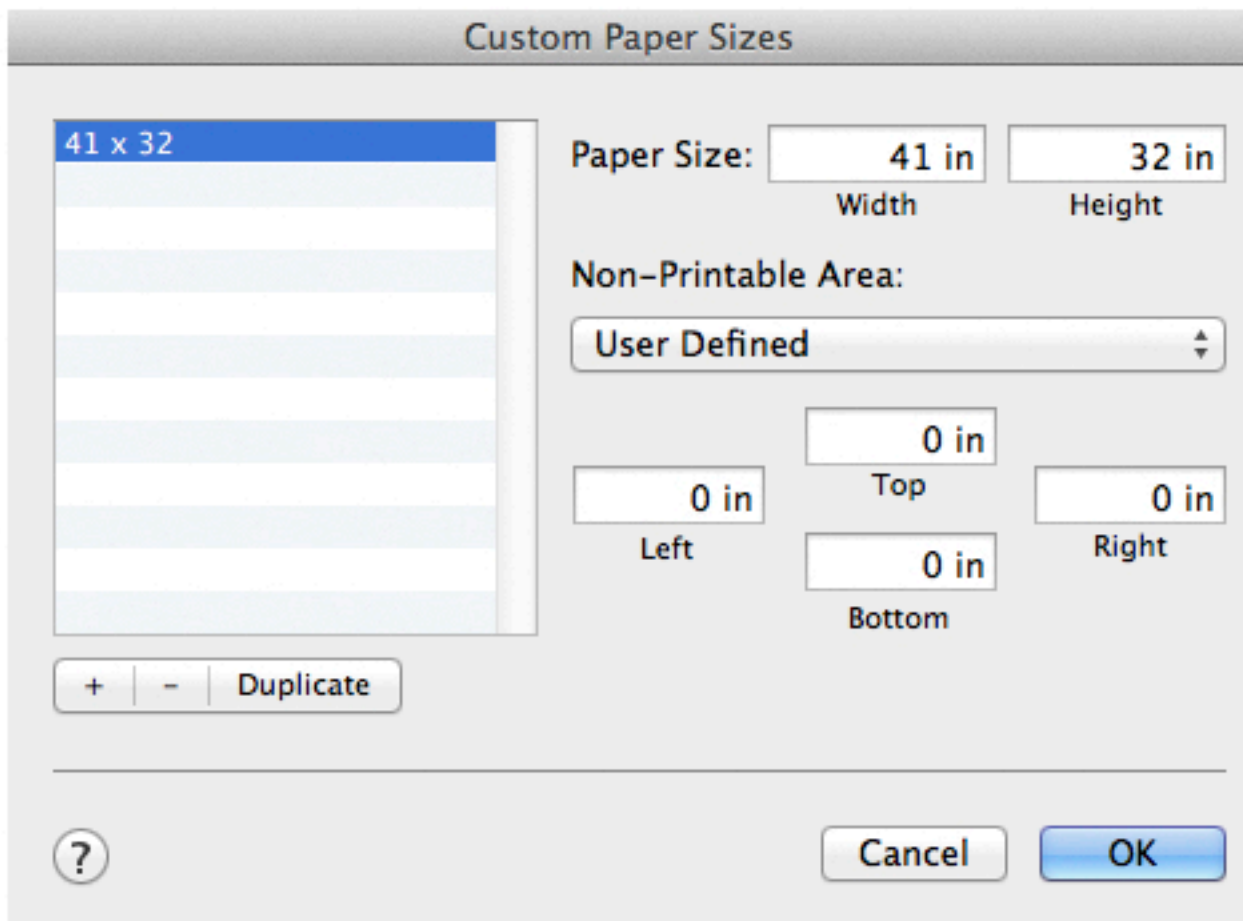 Custom Paper Sizes
41 x 32
Paper Size: 41 in 32 in
Width Height
Non-Printable Area:
User Defined
0 in
Top
0 in 0 in
Left Right
0 in
Bottom
+ - Duplicate
? Cancel OK